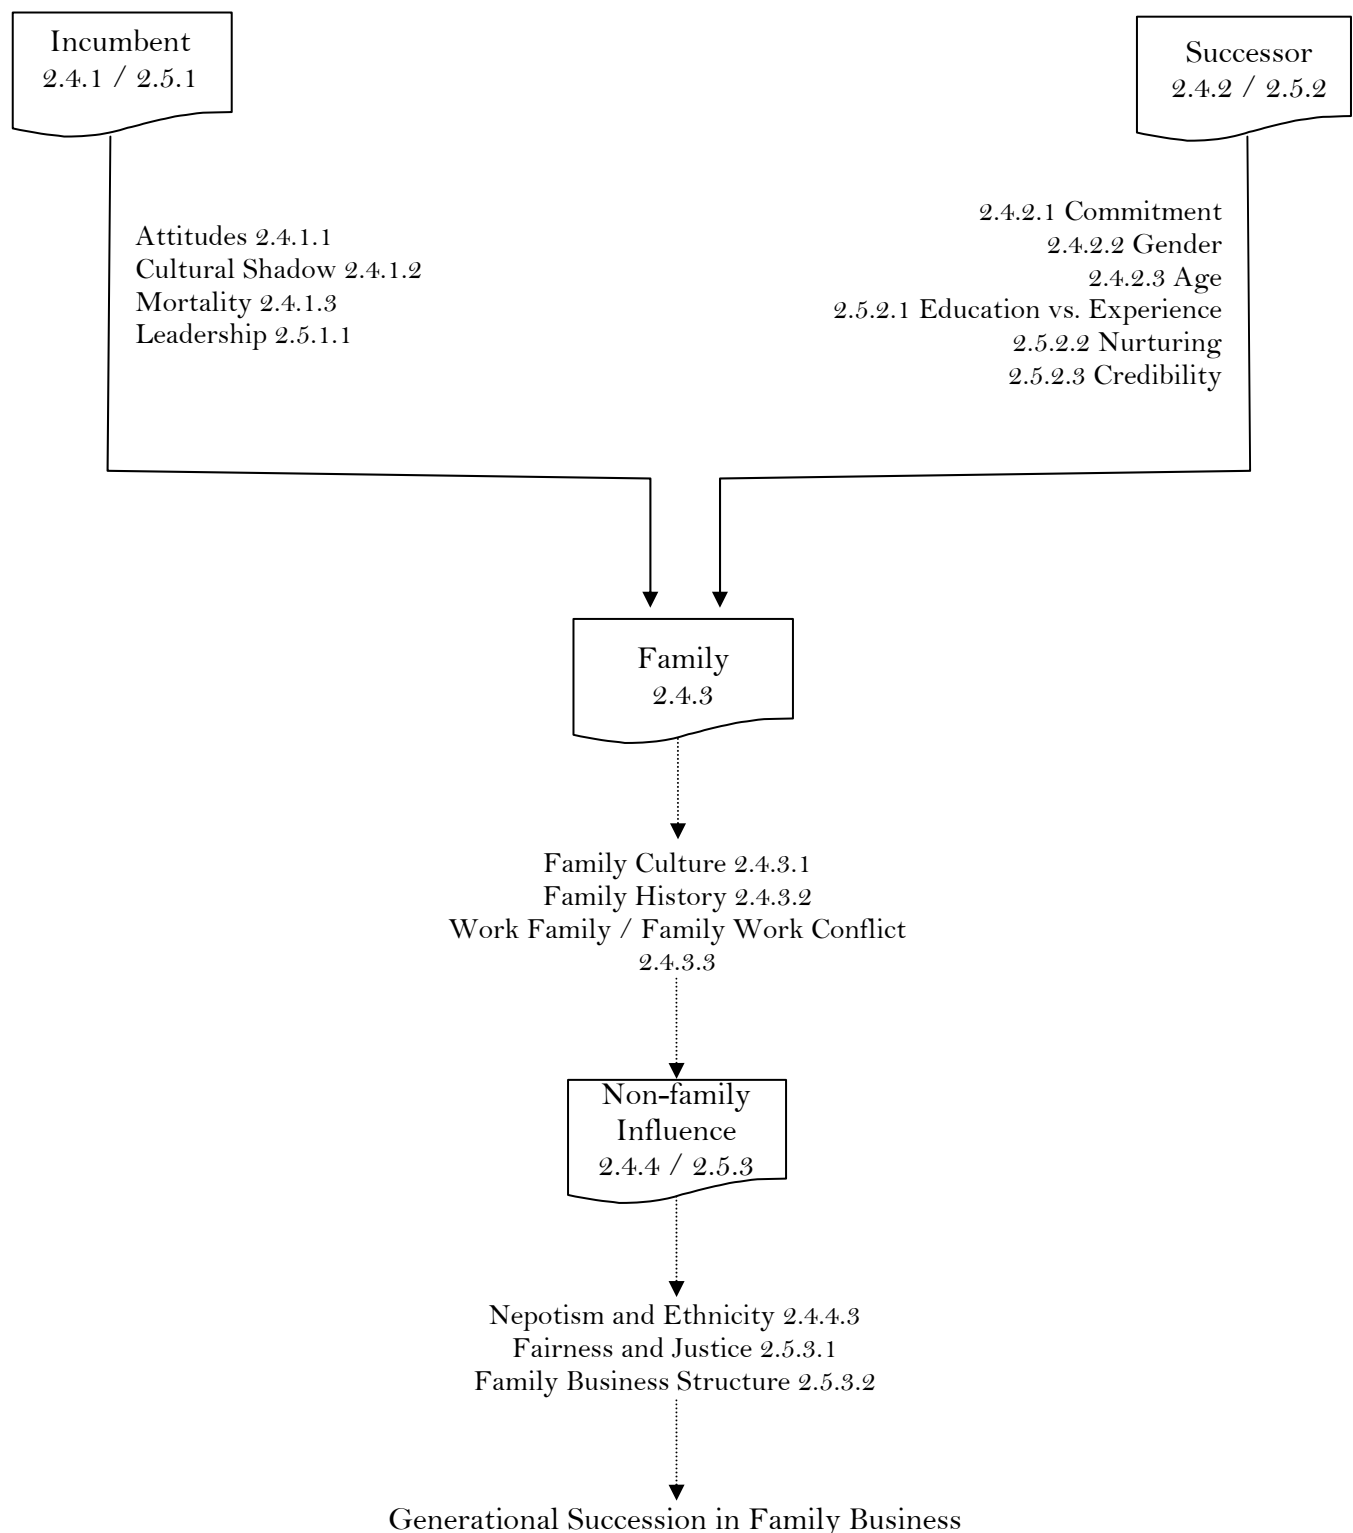 Incumbent
2.4.1 / 2.5.1
Successor
2.4.2 / 2.5.2
Attitudes 2.4.1.1
Cultural Shadow 2.4.1.2
Mortality 2.4.1.3
Leadership 2.5.1.1
2.4.2.1 Commitment
2.4.2.2 Gender
2.4.2.3 Age
2.5.2.1 Education vs. Experience
2.5.2.2 Nurturing
2.5.2.3 Credibility
Family
2.4.3
Family Culture 2.4.3.1
Family History 2.4.3.2
Work Family / Family Work Conflict
2.4.3.3
Non-family
Influence
2.4.4 / 2.5.3
Nepotism and Ethnicity 2.4.4.3
Fairness and Justice 2.5.3.1
Family Business Structure 2.5.3.2
Generational Succession in Family Business